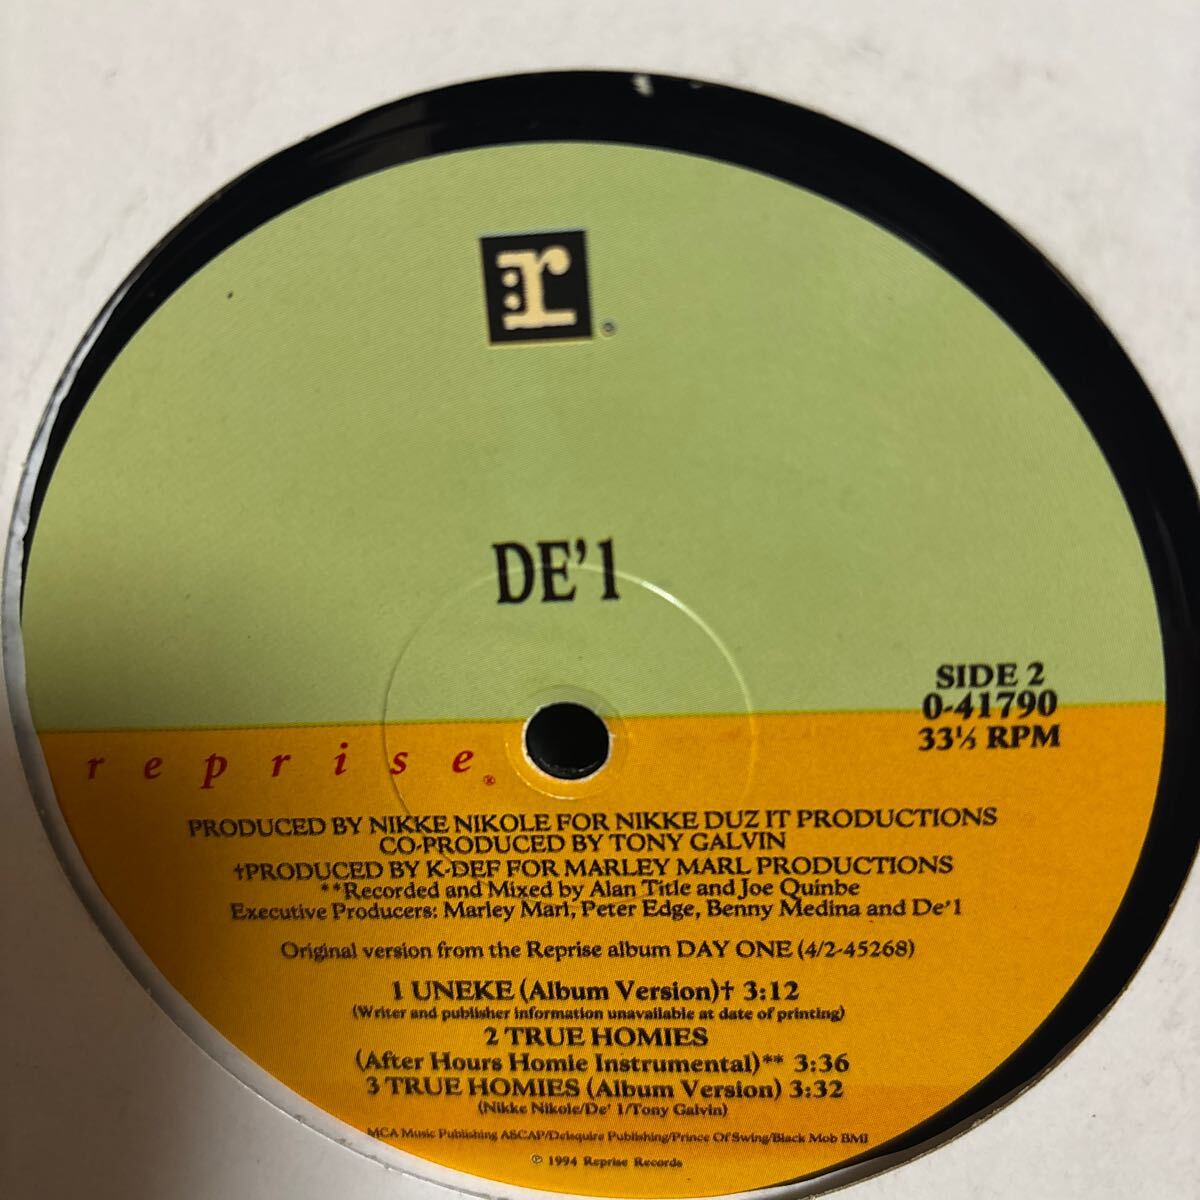 r
DE'1
SIDE 2
0-41790
33⅓ RPM
reprise®
PRODUCED BY NIKKE NIKOLE FOR NIKKE DUZ IT PRODUCTIONS
CO-PRODUCED BY TONY GALVIN
†PRODUCED BY K-DEF FOR MARLEY MARL PRODUCTIONS
**Recorded and Mixed by Alan Title and Joe Quinbe
Executive Producers: Marley Marl, Peter Edge, Benny Medina and De'1
Original version from the Reprise album DAY ONE (4/2-45268)
1 UNEKE (Album Version)† 3:12
(Writer and publisher information unavailable at date of printing)
2 TRUE HOMIES
(After Hours Homie Instrumental)** 3:36
3 TRUE HOMIES (Album Version) 3:32
(Nikke Nikole/De' 1/Tony Galvin)
MCA Music Publishing ASCAP/Delsquire Publishing/Prince Of Swing/Black Mob BMI
℗ 1994 Reprise Records